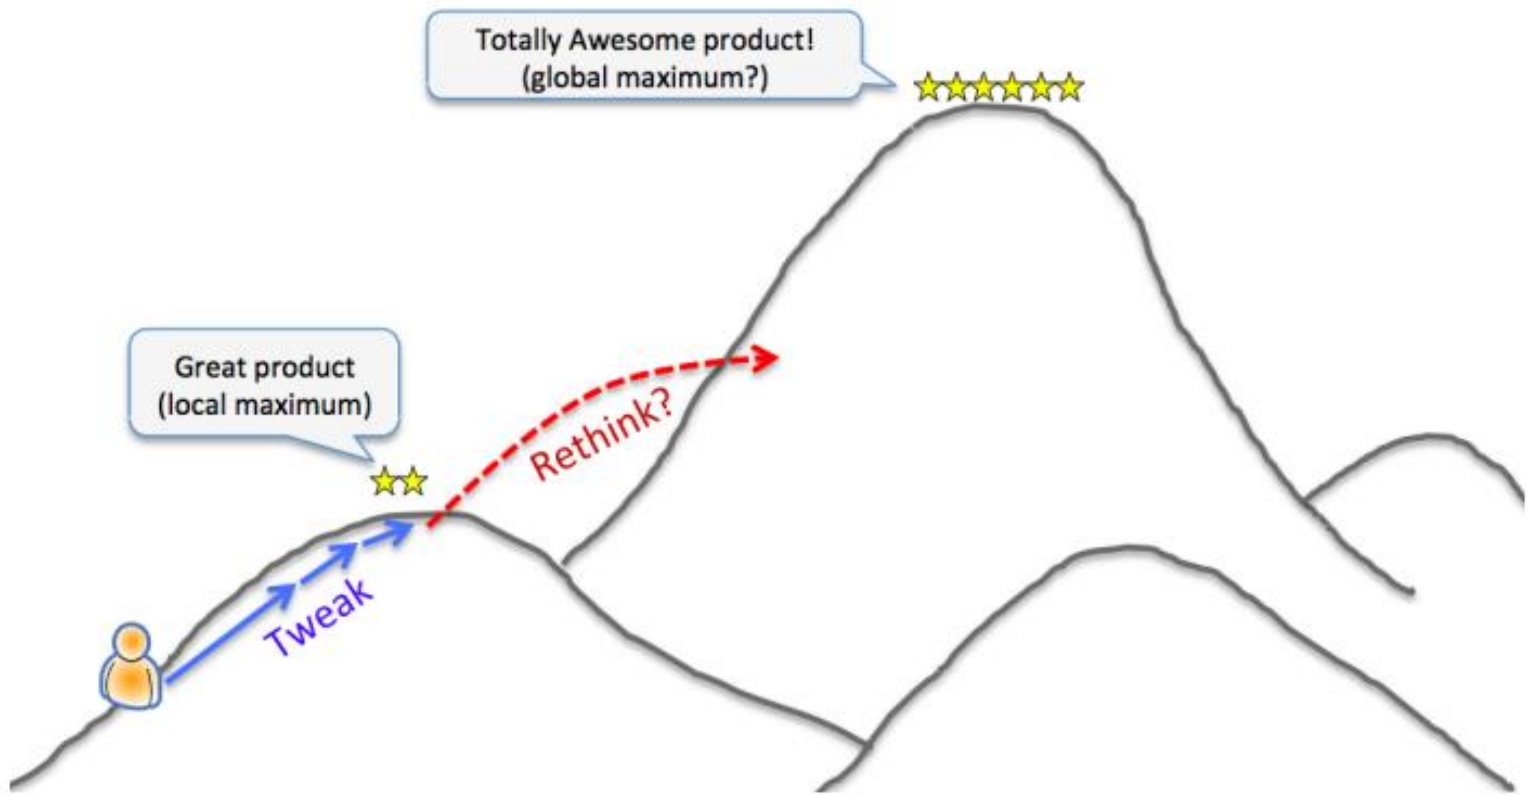 Totally Awesome product!
(global maximum?)
Great product
(local maximum)
Rethink?
Tweak